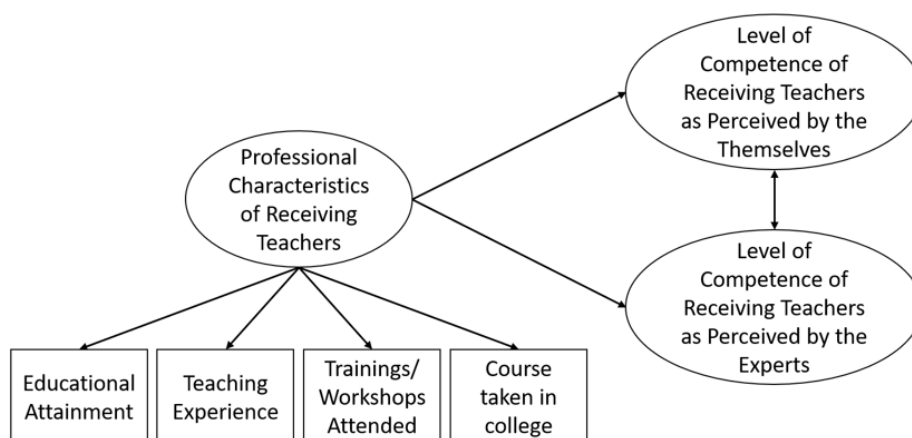 Level of
Competence of
Receiving Teachers
as Perceived by the
Themselves
Professional
Characteristics
of Receiving
Teachers
Level of
Competence of
Receiving Teachers
as Perceived by the
Experts
Educational
Attainment
Teaching
Experience
Trainings/
Workshops
Attended
Course
taken in
college